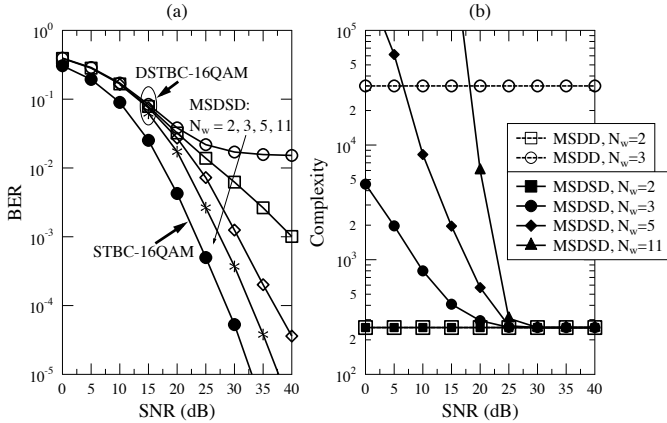 (a)
(b)
10^0
10^-1
10^-2
10^-3
10^-4
10^-5
BER
DSTBC-16QAM
MSDSD:
N_w = 2, 3, 5, 11
STBC-16QAM
0 5 10 15 20 25 30 35 40
SNR (dB)
10^5
5
2
10^4
5
2
10^3
5
2
10^2
Complexity
MSDD, N_w=2
MSDD, N_w=3
MSDSD, N_w=2
MSDSD, N_w=3
MSDSD, N_w=5
MSDSD, N_w=11
0 5 10 15 20 25 30 35 40
SNR (dB)